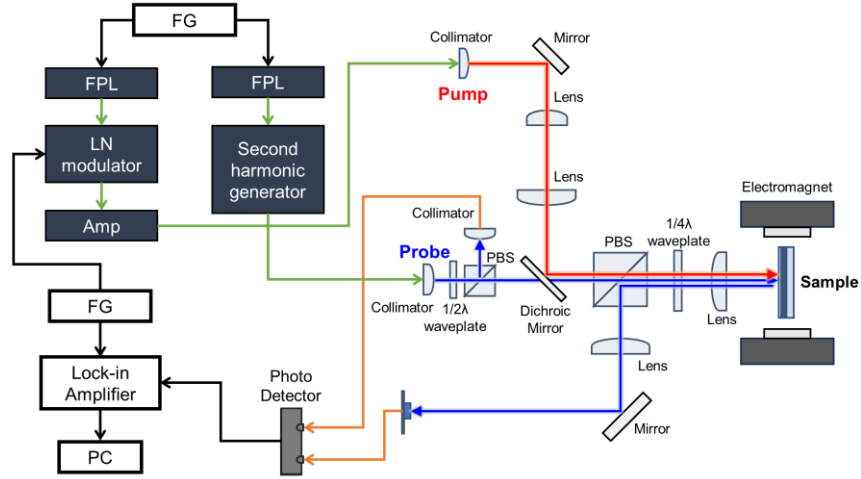 FG
FPL
FPL
LN
modulator
Second
harmonic
generator
Amp
FG
Lock-in
Amplifier
PC
Photo
Detector
Collimator
Pump
Mirror
Lens
Lens
Collimator
Probe
PBS
Collimator
1/2λ
waveplate
Dichroic
Mirror
PBS
1/4λ
waveplate
Lens
Electromagnet
Sample
Lens
Mirror